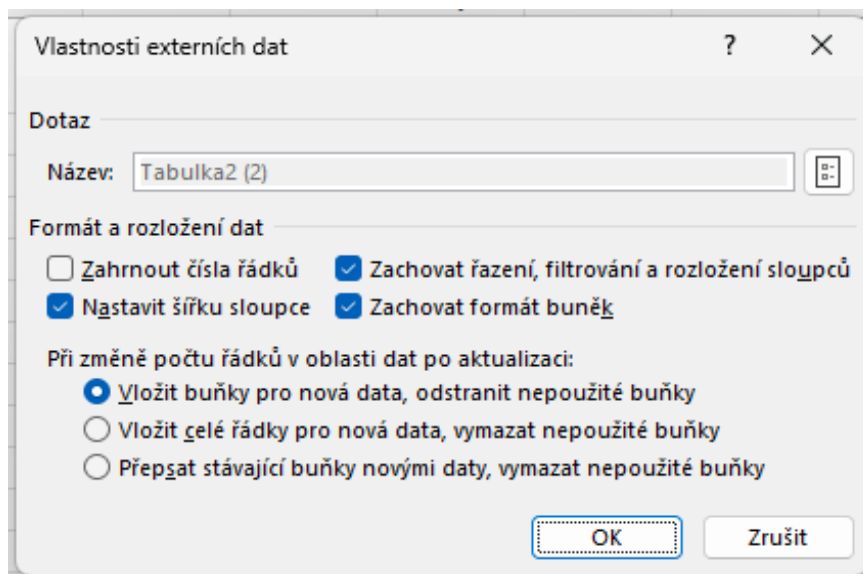 Vlastnosti externích dat
?
Dotaz
Název: Tabulka2 (2)
Formát a rozložení dat
Zahrnout čísla řádků Zachovat řazení, filtrování a rozložení sloupců
Nastavit šířku sloupce Zachovat formát buněk
Při změně počtu řádků v oblasti dat po aktualizaci:
Vložit buňky pro nová data, odstranit nepoužité buňky
Vložit celé řádky pro nová data, vymazat nepoužité buňky
Přepsat stávající buňky novými daty, vymazat nepoužité buňky
OK Zrušit